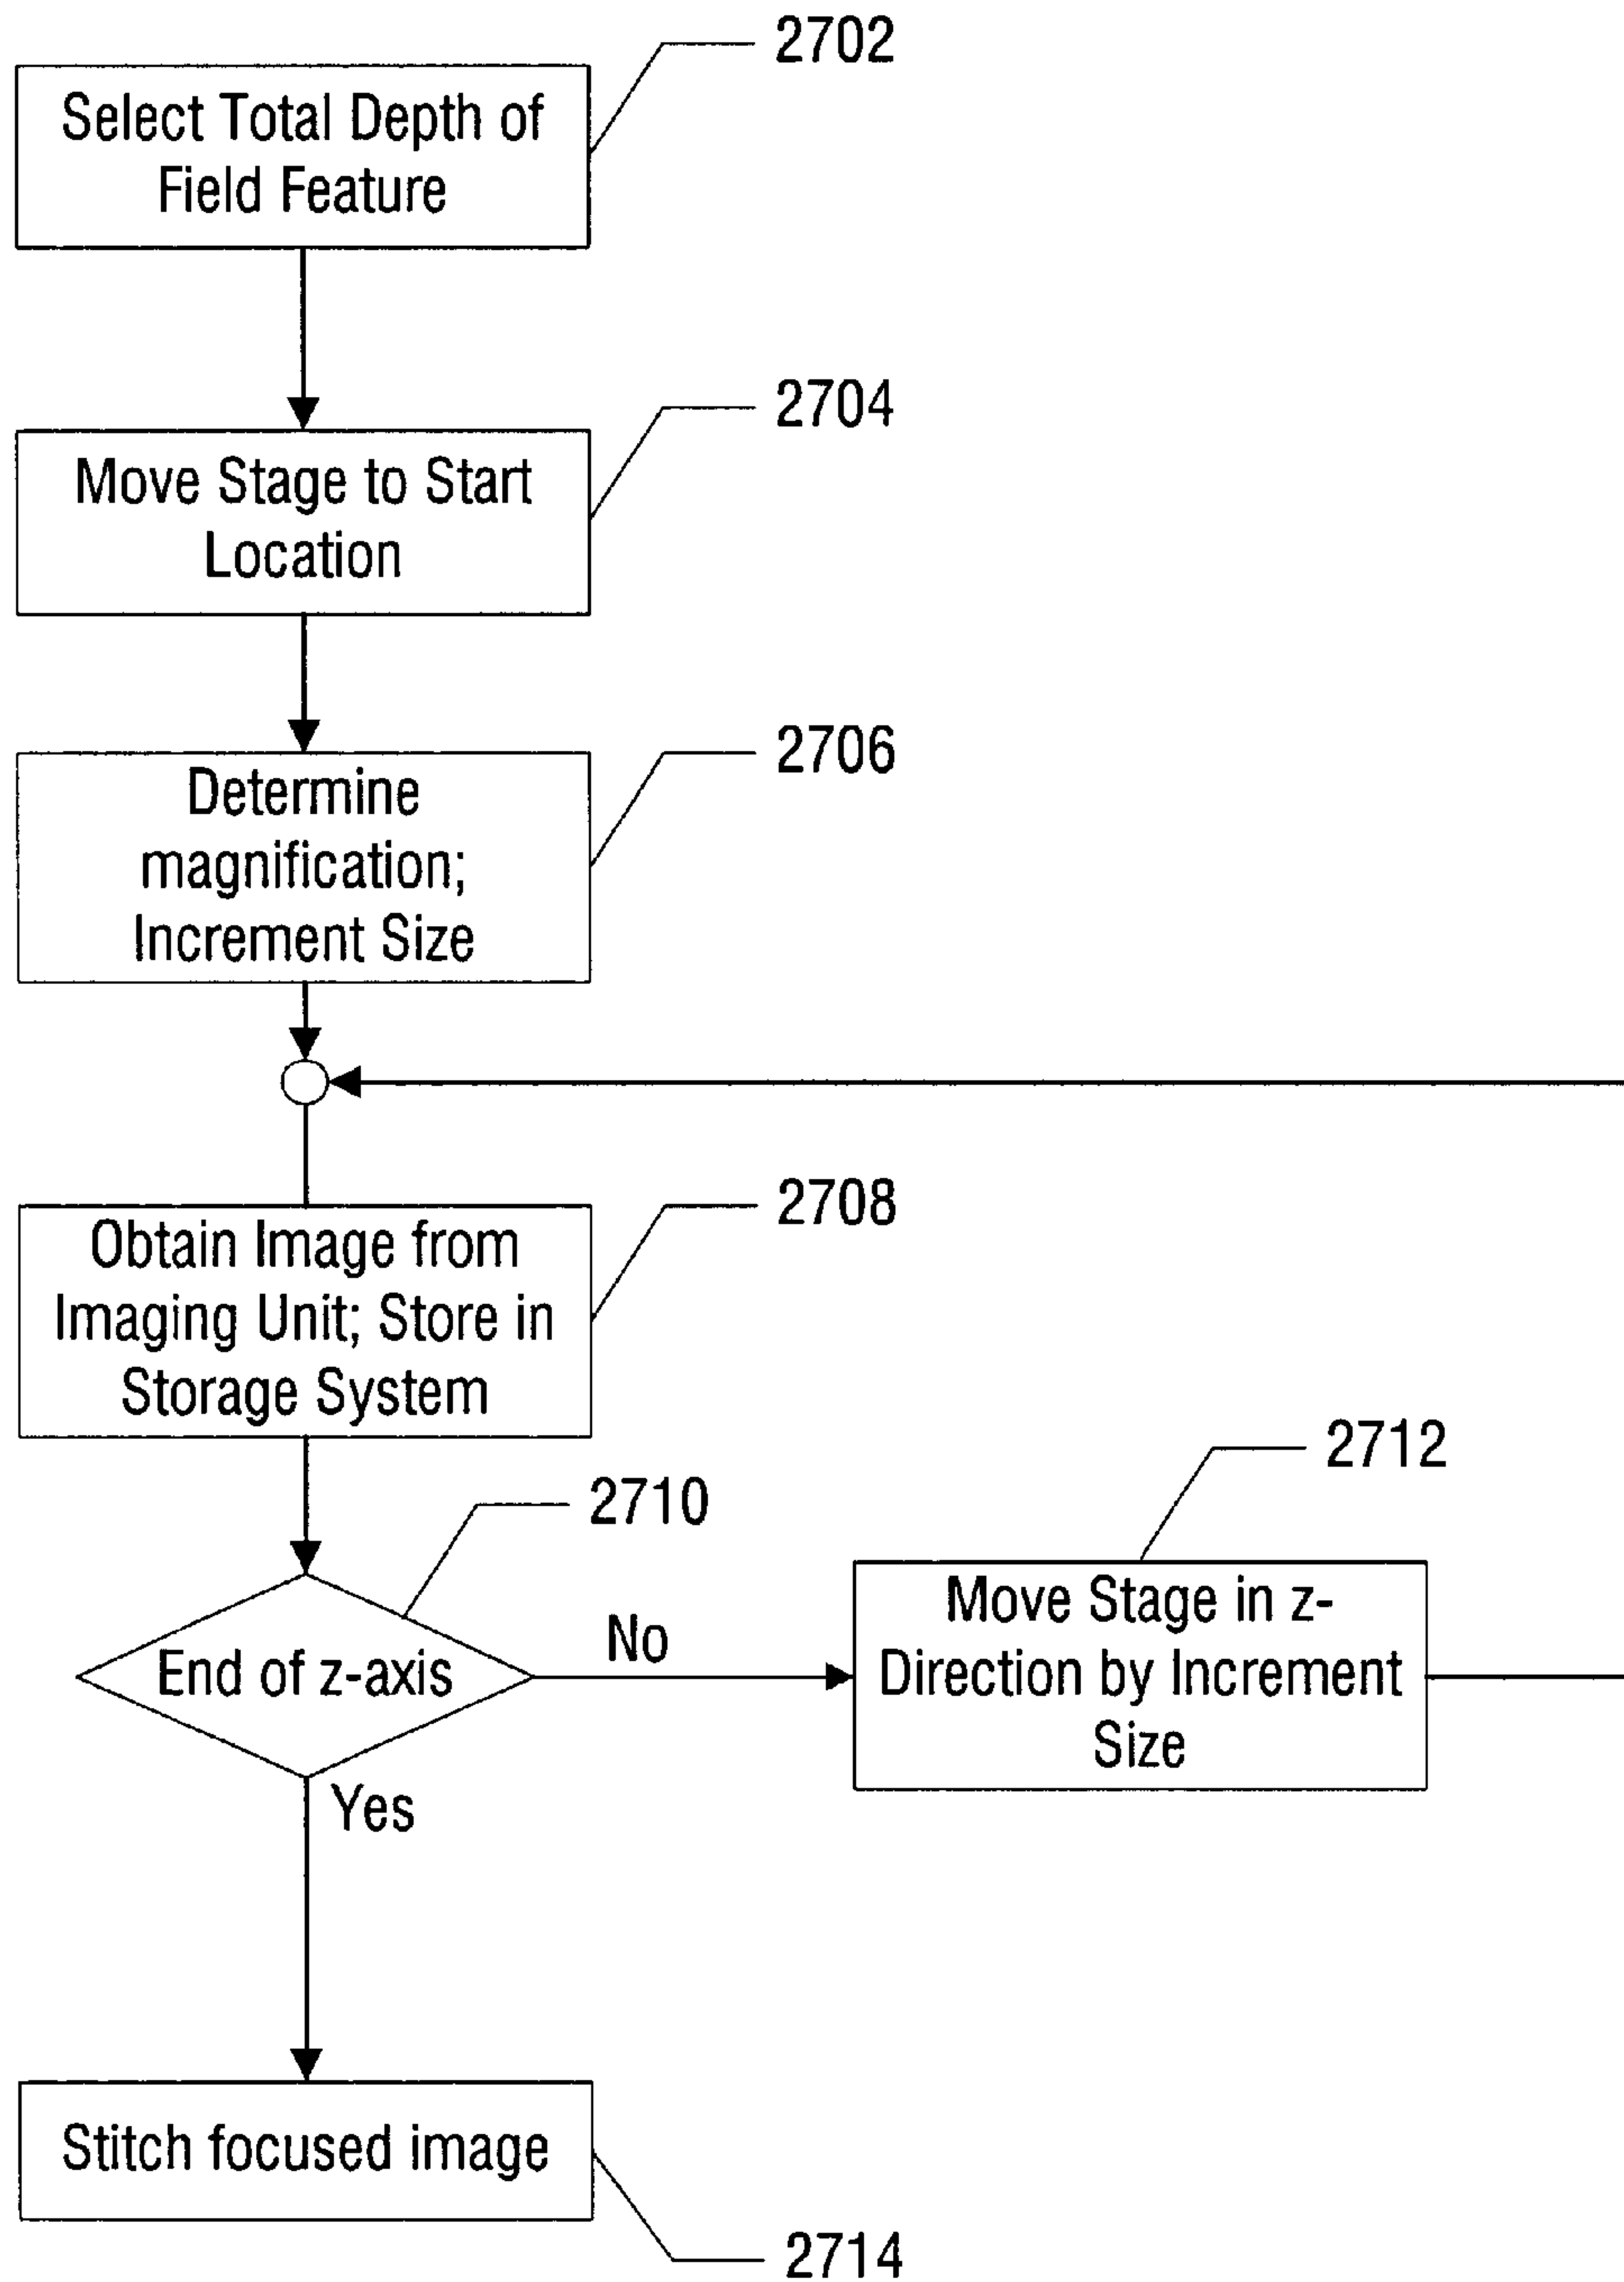 2702
Select Total Depth of
Field Feature
2704
Move Stage to Start
Location
2706
Determine
magnification;
Increment Size
2708
Obtain Image from
Imaging Unit; Store in
Storage System
2710
End of z-axis
No
Yes
2712
Move Stage in z-
Direction by Increment
Size
Stitch focused image
2714